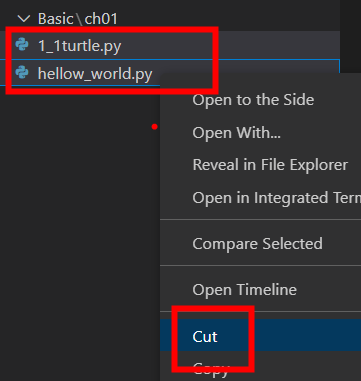 Basic\ch01
1_1turtle.py
hellow_world.py
Open to the Side
Open With...
Reveal in File Explorer
Open in Integrated Term
Compare Selected
Open Timeline
Cut
Copy